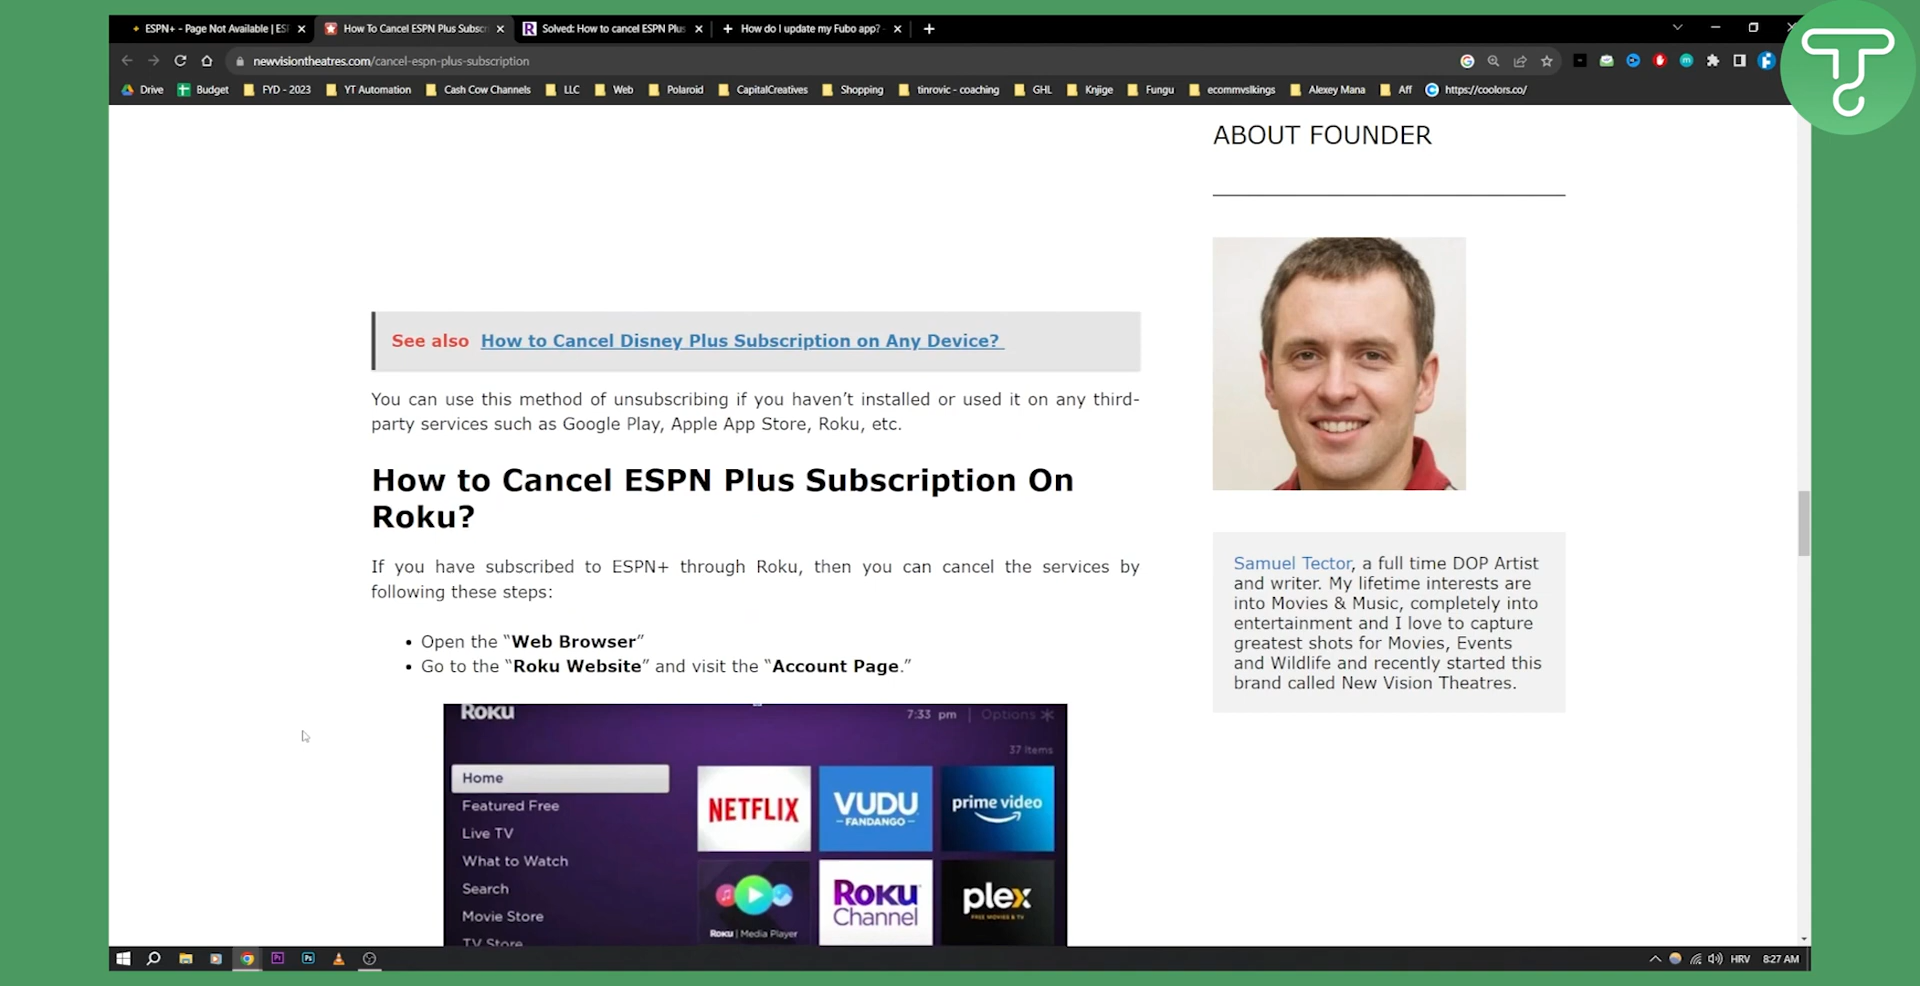 ESPN+ - Page Not Available | ESP
How To Cancel ESPN Plus Subscr
Solved: How to cancel ESPN Plus
How do I update my Fubo app? -
newvisiontheatres.com/cancel-espn-plus-subscription
Drive Budget FYD - 2023 YT Automation Cash Cow Channels LLC Web Polaroid CapitalCreatives Shopping tinrovic - coaching GHL Knjige Fungu ecommvslkings Alexey Mana Aff https://coolors.co/
ABOUT FOUNDER
See also How to Cancel Disney Plus Subscription on Any Device?
You can use this method of unsubscribing if you haven’t installed or used it on any third-
party services such as Google Play, Apple App Store, Roku, etc.
How to Cancel ESPN Plus Subscription On
Roku?
If you have subscribed to ESPN+ through Roku, then you can cancel the services by
following these steps:
• Open the “Web Browser”
• Go to the “Roku Website” and visit the “Account Page.”
Samuel Tector, a full time DOP Artist
and writer. My lifetime interests are
into Movies & Music, completely into
entertainment and I love to capture
greatest shots for Movies, Events
and Wildlife and recently started this
brand called New Vision Theatres.
Roku
7:33 pm | Options
37 items
Home
Featured Free
Live TV
What to Watch
Search
Movie Store
TV Store
NETFLIX
VUDU
FANDANGO
prime video
Roku | Media Player
Roku
Channel
plex
FREE MOVIES & TV
HRV 8:27 AM